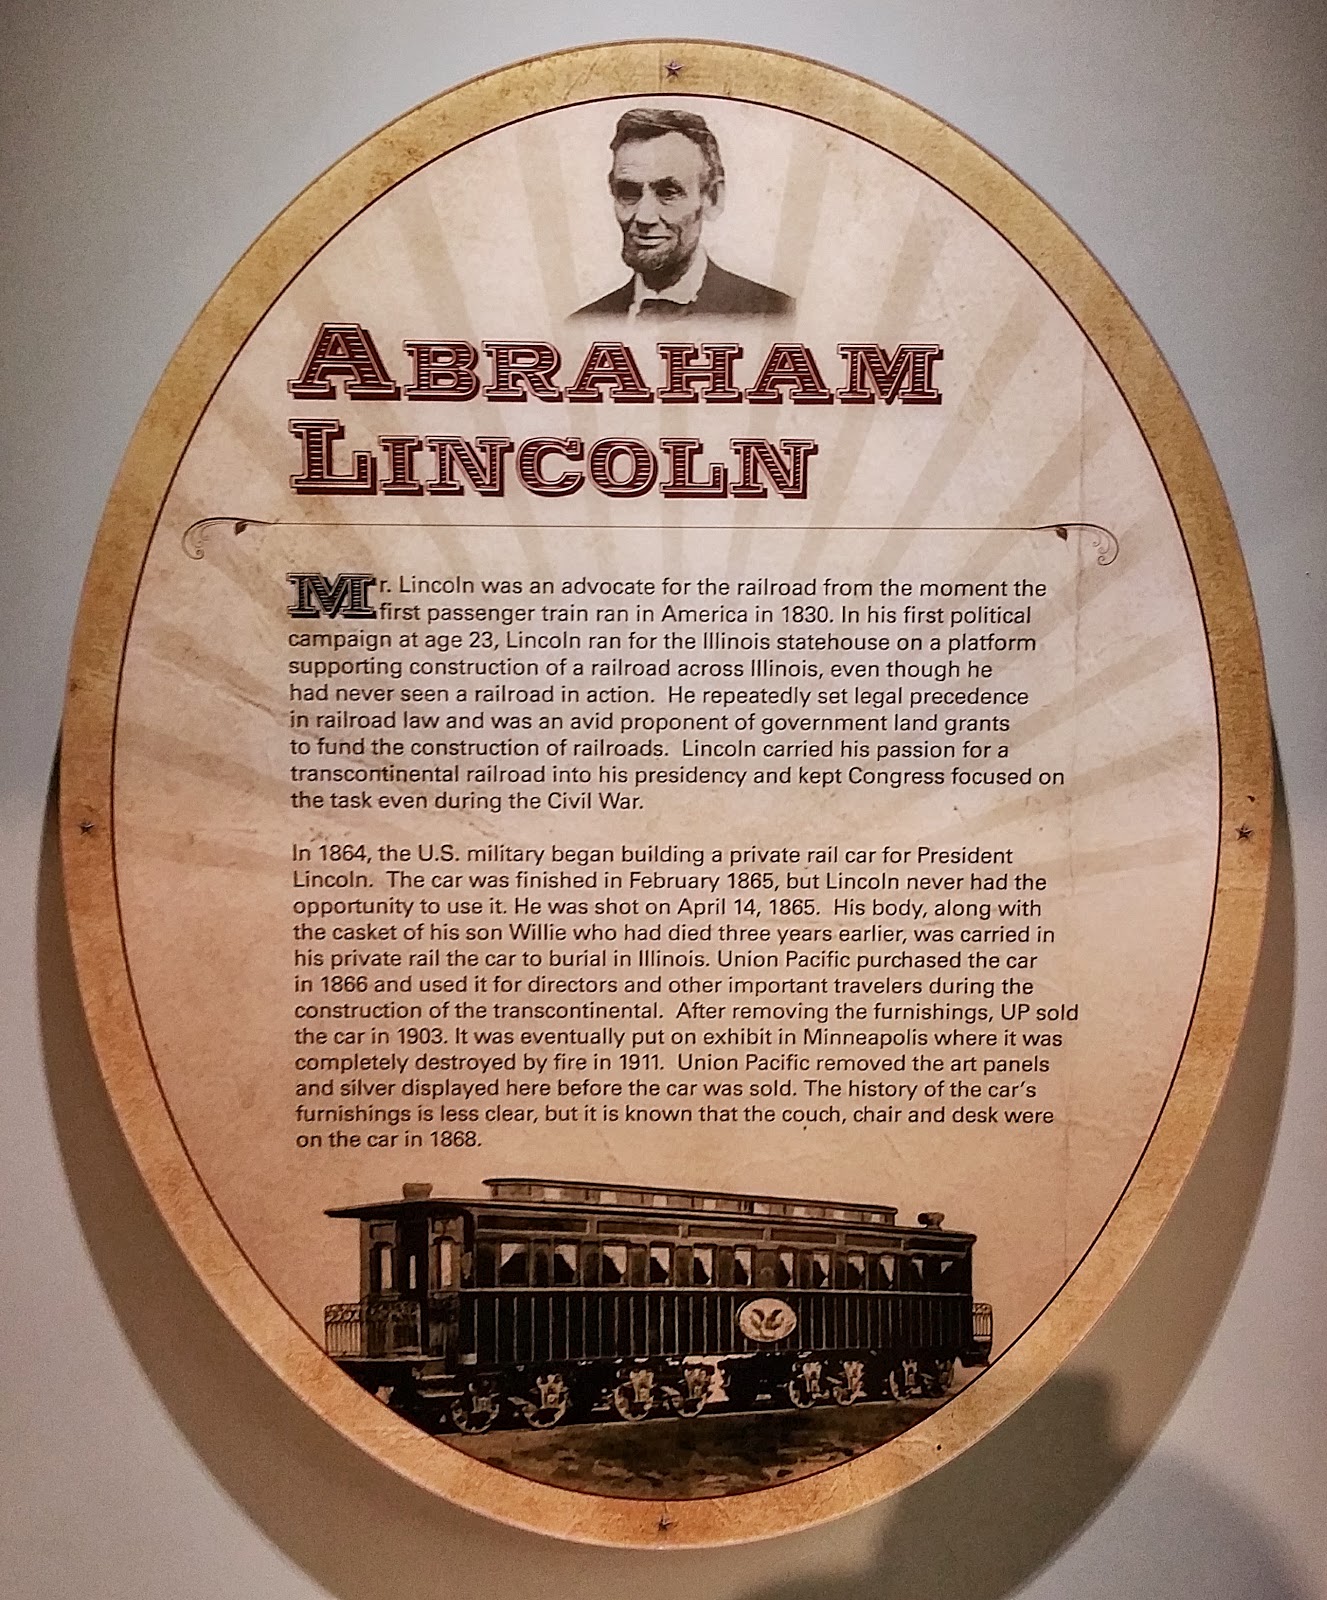 ABRAHAM
LINCOLN
Mr. Lincoln was an advocate for the railroad from the moment the
first passenger train ran in America in 1830. In his first political
campaign at age 23, Lincoln ran for the Illinois statehouse on a platform
supporting construction of a railroad across Illinois, even though he
had never seen a railroad in action. He repeatedly set legal precedence
in railroad law and was an avid proponent of government land grants
to fund the construction of railroads. Lincoln carried his passion for a
transcontinental railroad into his presidency and kept Congress focused on
the task even during the Civil War.
In 1864, the U.S. military began building a private rail car for President
Lincoln. The car was finished in February 1865, but Lincoln never had the
opportunity to use it. He was shot on April 14, 1865. His body, along with
the casket of his son Willie who had died three years earlier, was carried in
his private rail the car to burial in Illinois. Union Pacific purchased the car
in 1866 and used it for directors and other important travelers during the
construction of the transcontinental. After removing the furnishings, UP sold
the car in 1903. It was eventually put on exhibit in Minneapolis where it was
completely destroyed by fire in 1911. Union Pacific removed the art panels
and silver displayed here before the car was sold. The history of the car's
furnishings is less clear, but it is known that the couch, chair and desk were
on the car in 1868.